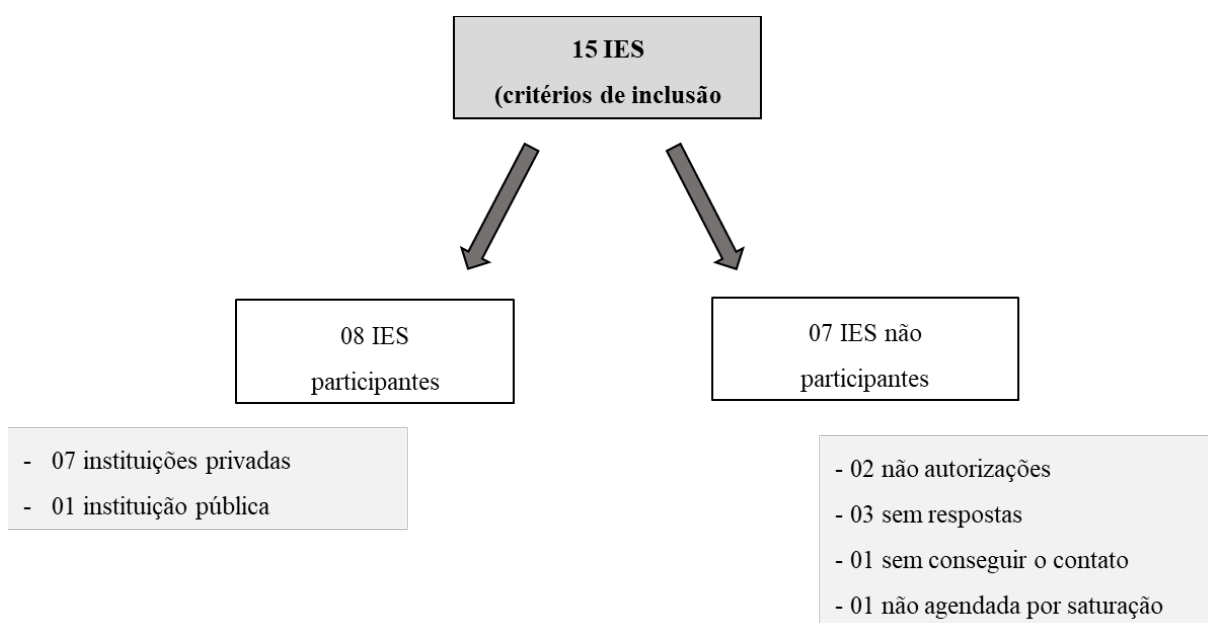 15 IES
(critérios de inclusão
08 IES
participantes
07 IES não
participantes
- 07 instituições privadas
- 01 instituição pública
- 02 não autorizações
- 03 sem respostas
- 01 sem conseguir o contato
- 01 não agendada por saturação